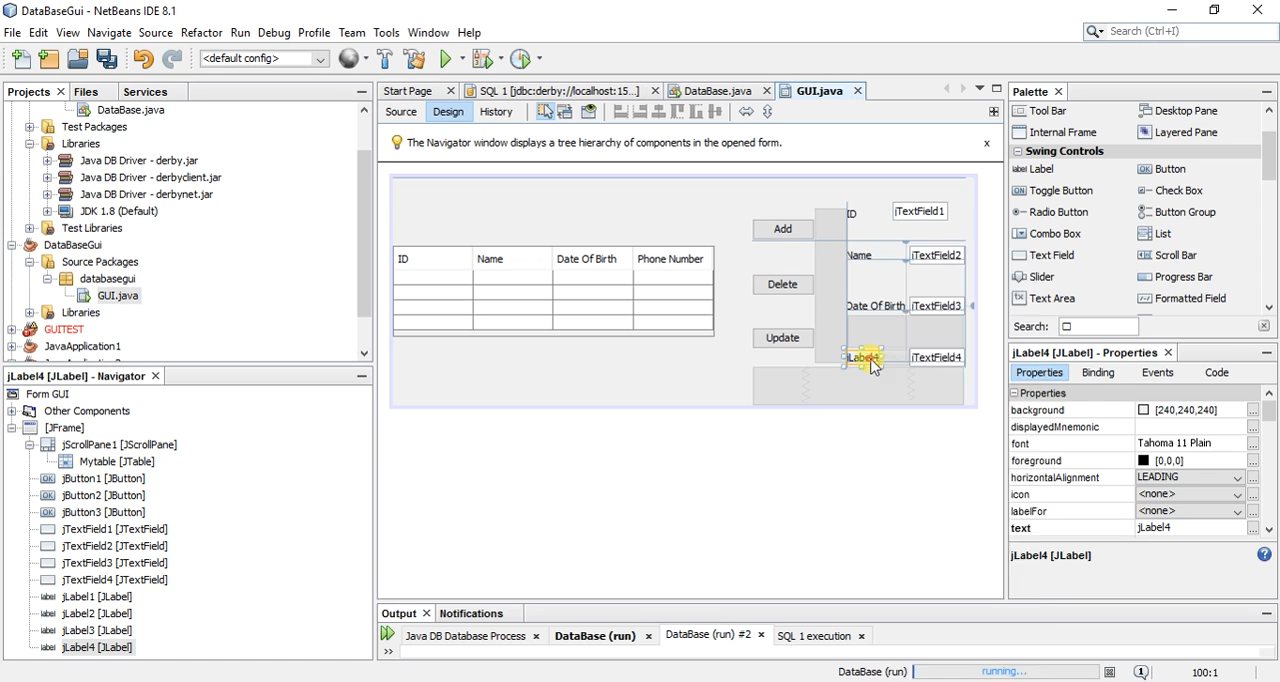 DataBaseGui - NetBeans IDE 8.1
File Edit View Navigate Source Refactor Run Debug Profile Team Tools Window Help
Search (Ctrl+I)
<default config>
Projects Files Services
DataBase.java
Test Packages
Libraries
Java DB Driver - derby.jar
Java DB Driver - derbyclient.jar
Java DB Driver - derbynet.jar
JDK 1.8 (Default)
Test Libraries
DataBaseGui
Source Packages
databasegui
GUI.java
Libraries
GUITEST
JavaApplication1
jLabel4 [JLabel] - Navigator
Form GUI
Other Components
[JFrame]
jScrollPane1 [JScrollPane]
Mytable [JTable]
jButton1 [JButton]
jButton2 [JButton]
jButton3 [JButton]
jTextField1 [JTextField]
jTextField2 [JTextField]
jTextField3 [JTextField]
jTextField4 [JTextField]
label jLabel1 [JLabel]
label jLabel2 [JLabel]
label jLabel3 [JLabel]
label jLabel4 [JLabel]
Start Page SQL 1 [jdbc:derby://localhost:15...] DataBase.java GUI.java
Source Design History
The Navigator window displays a tree hierarchy of components in the opened form.
ID jTextField1
Add
ID Name Date Of Birth Phone Number
Name jTextField2
Delete
Date Of Birth jTextField3
Update
jLabel4 jTextField4
Output Notifications
Java DB Database Process DataBase (run) DataBase (run) #2 SQL 1 execution
>>
DataBase (run) running... 100:1
Palette
Tool Bar Desktop Pane
Internal Frame Layered Pane
Swing Controls
label Label OK Button
ON Toggle Button Check Box
Radio Button Button Group
Combo Box List
Text Field Scroll Bar
Slider Progress Bar
Text Area Formatted Field
Search:
jLabel4 [JLabel] - Properties
Properties Binding Events Code
Properties
background [240,240,240] ...
displayedMnemonic ...
font Tahoma 11 Plain ...
foreground [0,0,0] ...
horizontalAlignment LEADING ...
icon <none> ...
labelFor <none> ...
text jLabel4 ...
jLabel4 [JLabel]